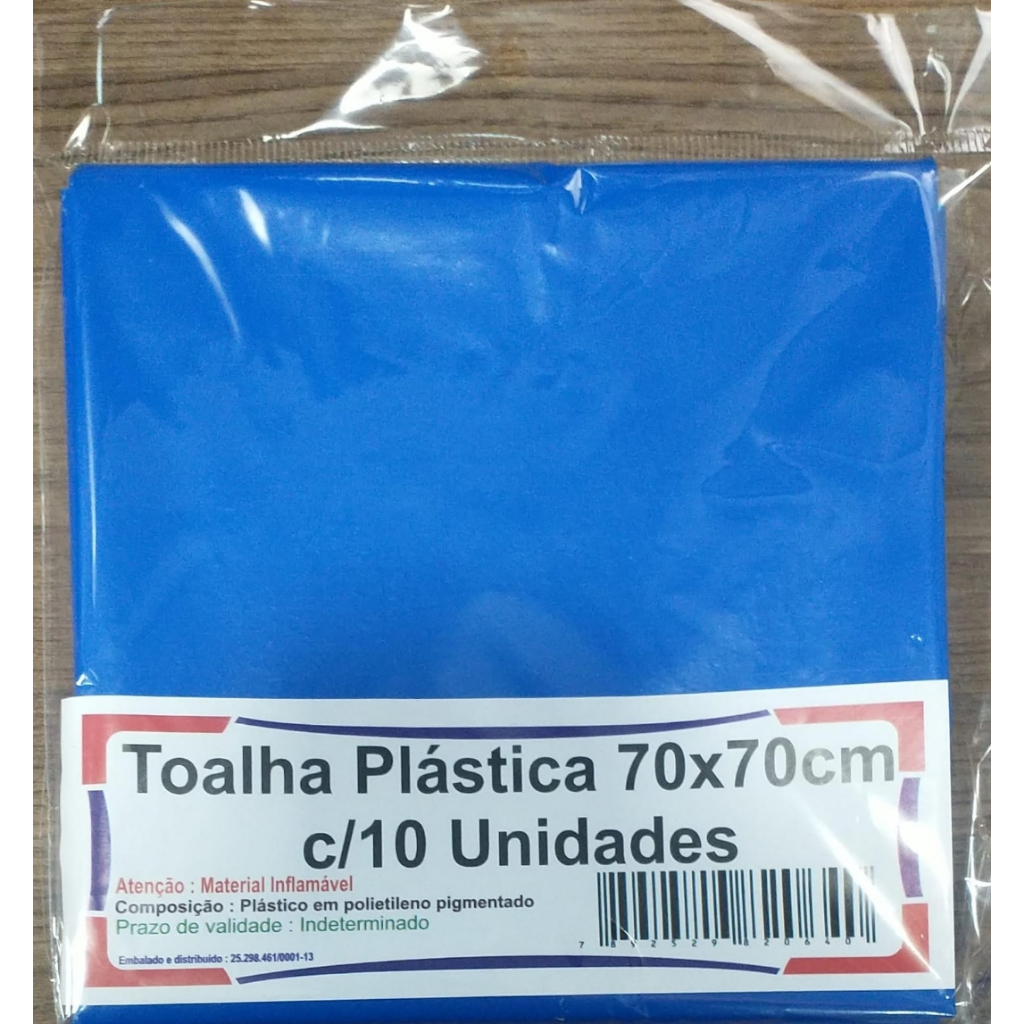 Toalha Plástica 70x70cm
c/10 Unidades
Atenção : Material Inflamável
Composição : Plástico em polietileno pigmentado
Prazo de validade : Indeterminado
Embalado e distribuido : 25.298.461/0001-13